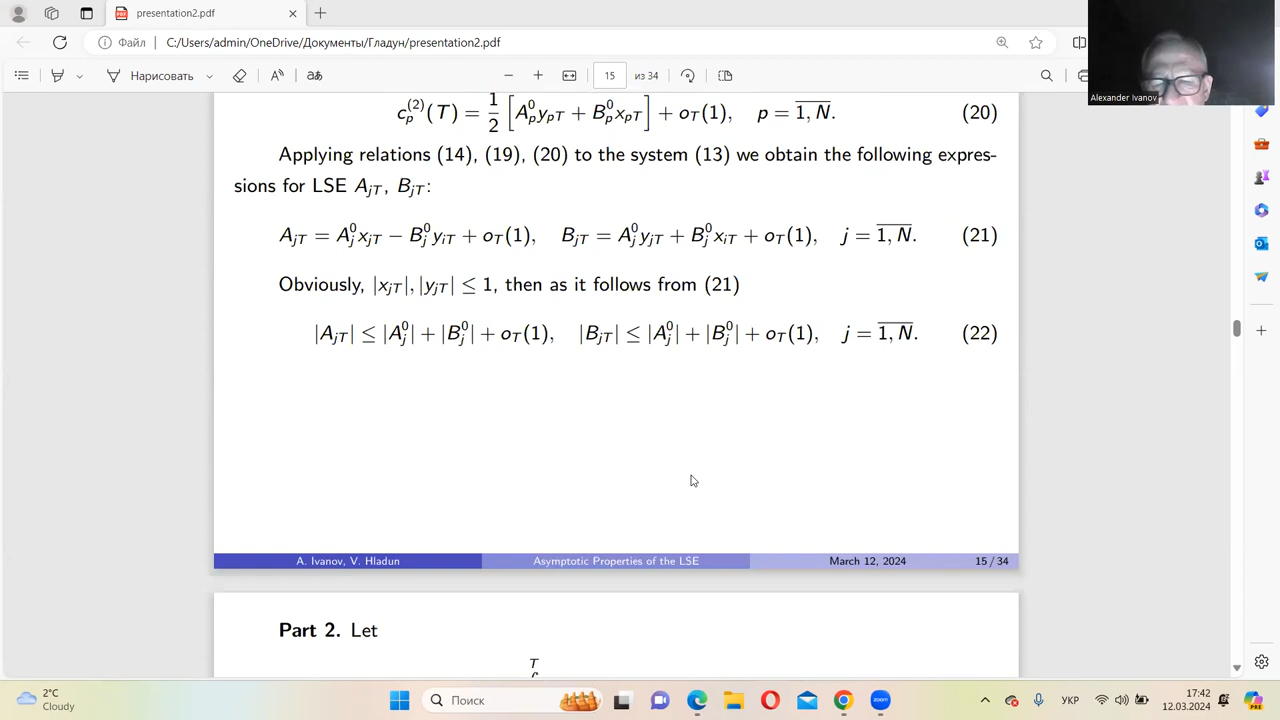 presentation2.pdf
Файл
C:/Users/admin/OneDrive/Документы/Гладун/presentation2.pdf
Нарисовать
15
из 34
Alexander Ivanov
c_p^{(2)}(T) = \frac{1}{2} [A_p^0 y_{pT} + B_p^0 x_{pT}] + o_T(1), p = \overline{1, N}. (20)
Applying relations (14), (19), (20) to the system (13) we obtain the following expres-
sions for LSE A_{jT}, B_{jT}:
A_{jT} = A_j^0 x_{jT} − B_j^0 y_{iT} + o_T(1), B_{jT} = A_j^0 y_{jT} + B_j^0 x_{iT} + o_T(1), j = \overline{1, N}. (21)
Obviously, |x_{jT}|, |y_{jT}| ≤ 1, then as it follows from (21)
|A_{jT}| ≤ |A_j^0| + |B_j^0| + o_T(1), |B_{jT}| ≤ |A_j^0| + |B_j^0| + o_T(1), j = \overline{1, N}. (22)
A. Ivanov, V. Hladun
Asymptotic Properties of the LSE
March 12, 2024
15 / 34
Part 2. Let
T
2°C
Cloudy
Поиск
УКР
17:42
12.03.2024